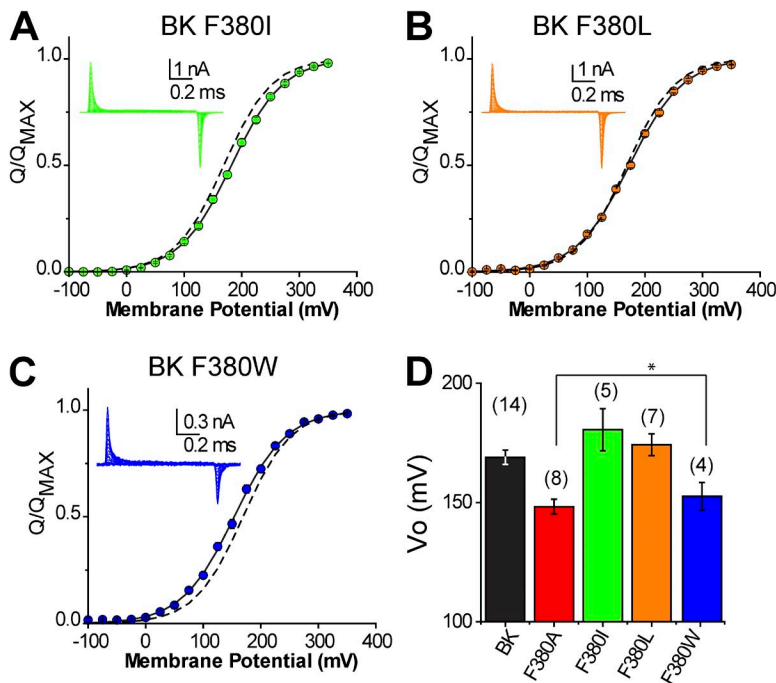 A
BK F380I
1.0
0.5
0.0
Q/Q_MAX
1 nA
0.2 ms
-100 0 100 200 300 400
Membrane Potential (mV)
B
BK F380L
1.0
0.5
0.0
Q/Q_MAX
1 nA
0.2 ms
-100 0 100 200 300 400
Membrane Potential (mV)
C
BK F380W
1.0
0.5
0.0
Q/Q_MAX
0.3 nA
0.2 ms
-100 0 100 200 300 400
Membrane Potential (mV)
D
200
150
100
Vo (mV)
*
(14)
(8)
(5)
(7)
(4)
BK
F380A
F380I
F380L
F380W